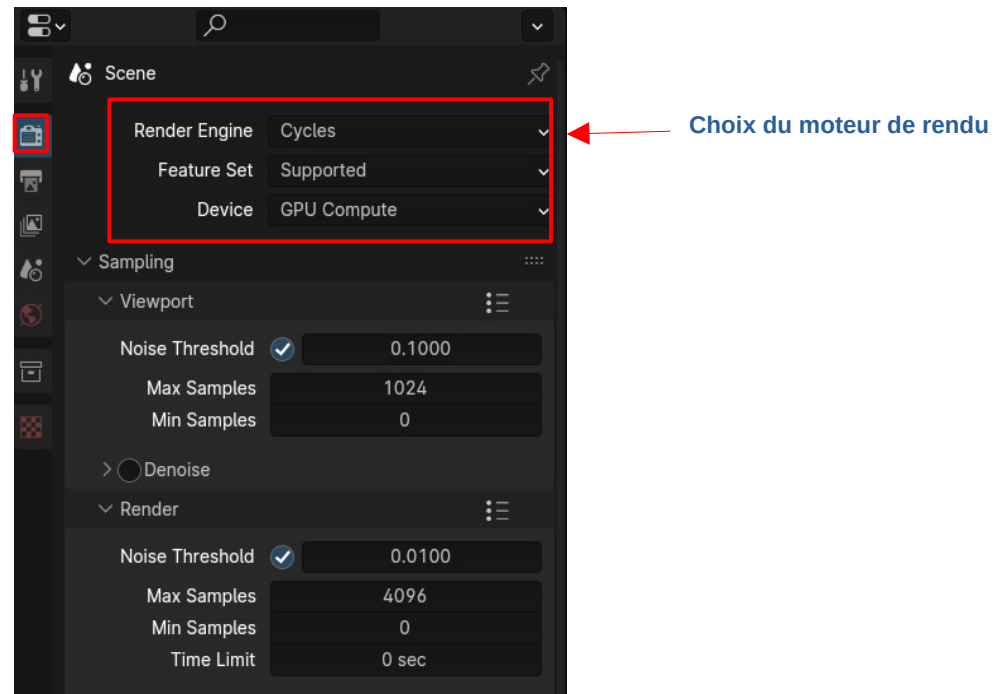 Scene
Render Engine Cycles
Choix du moteur de rendu
Feature Set Supported
Device GPU Compute
Sampling
Viewport
Noise Threshold 0.1000
Max Samples 1024
Min Samples 0
Denoise
Render
Noise Threshold 0.0100
Max Samples 4096
Min Samples 0
Time Limit 0 sec